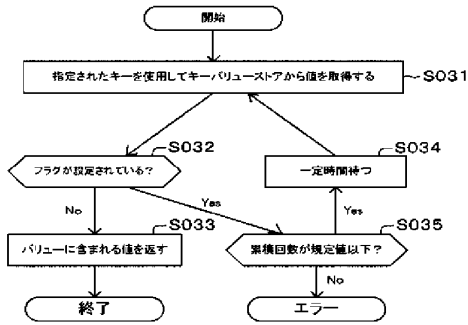 開始
指定されたキーを使用してキーバリューストアから値を取得する
S031
S032
フラグが設定されている?
S034
一定時間待つ
No
Yes
Yes
S033
バリューに含まれる値を返す
S035
累積回数が規定値以下?
No
終了
エラー